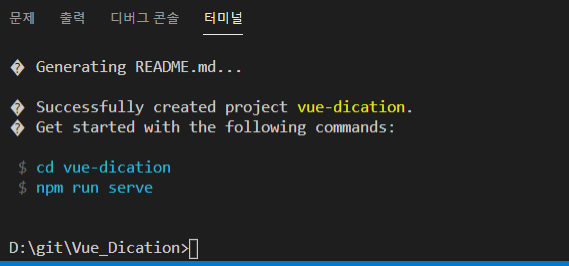 문제 출력 디버그 콘솔 터미널
� Generating README.md...
� Successfully created project vue-dication.
� Get started with the following commands:
$ cd vue-dication
$ npm run serve
D:\git\Vue_Dication>